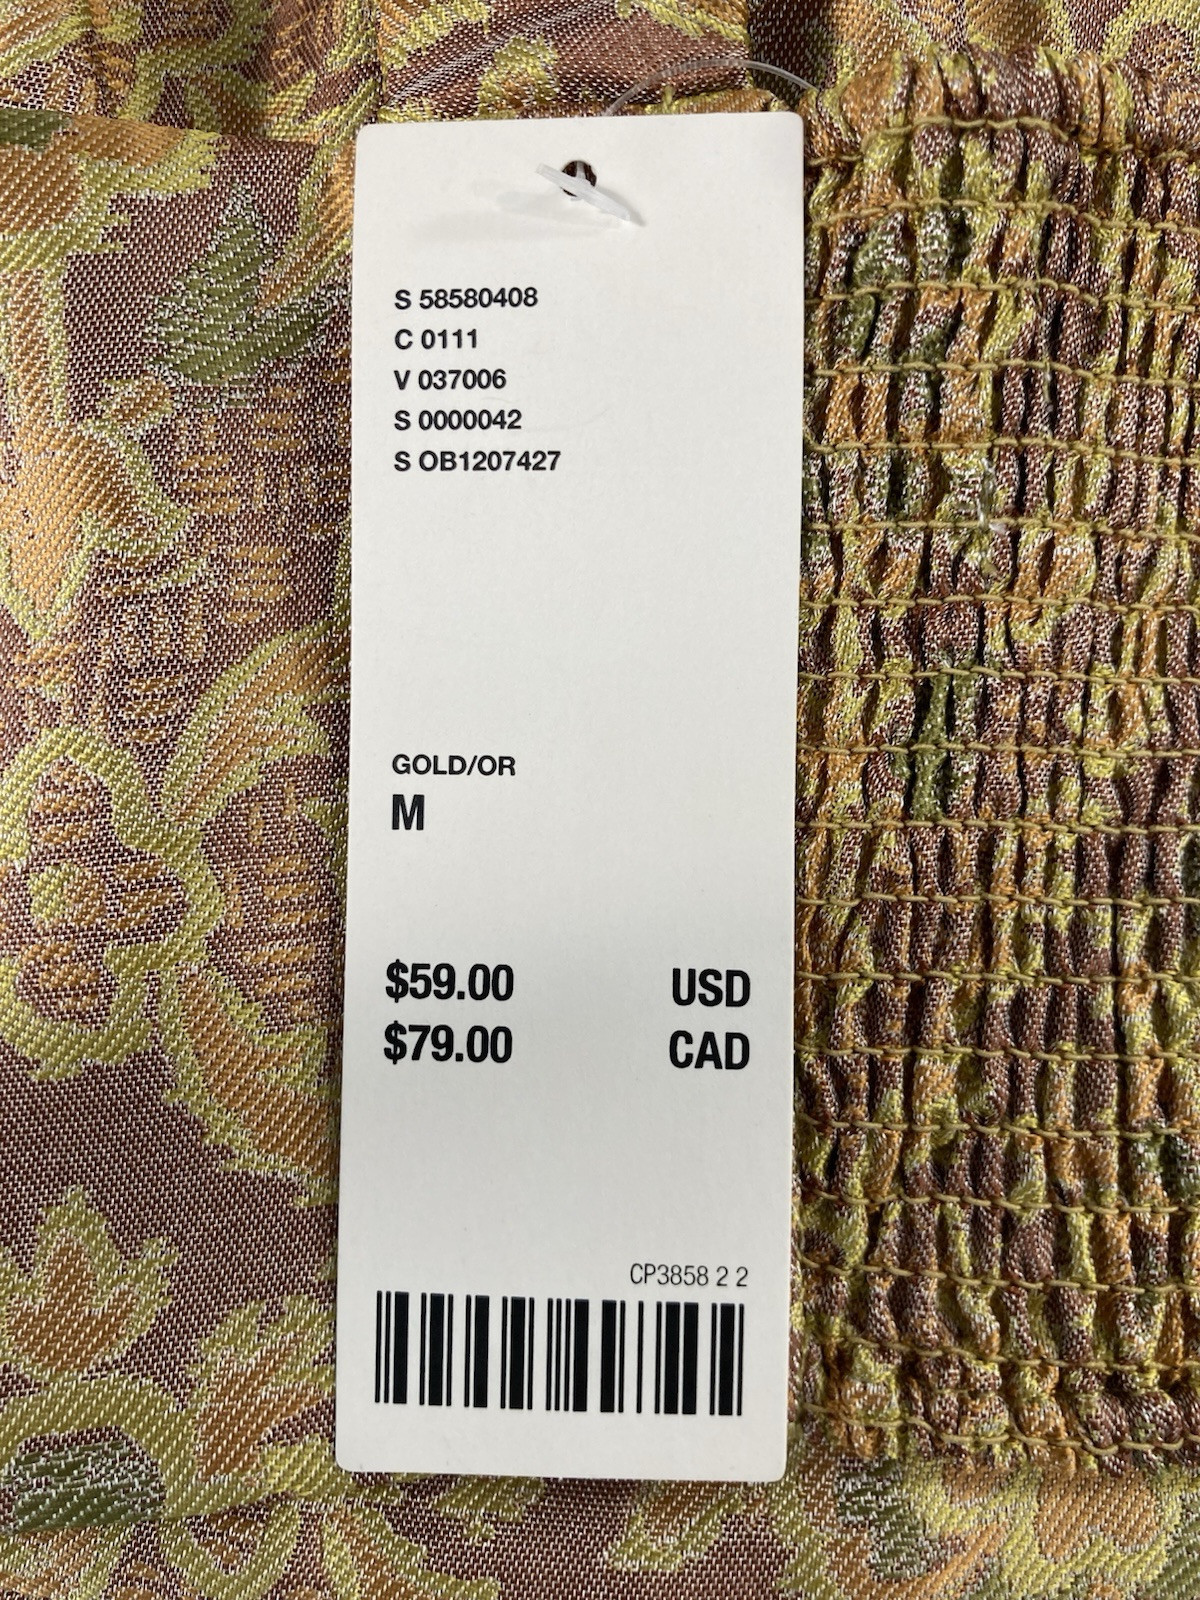 S 58580408
C 0111
V 037006
S 0000042
S OB1207427
GOLD/OR
M
$59.00 USD
$79.00 CAD
CP3858 2 2